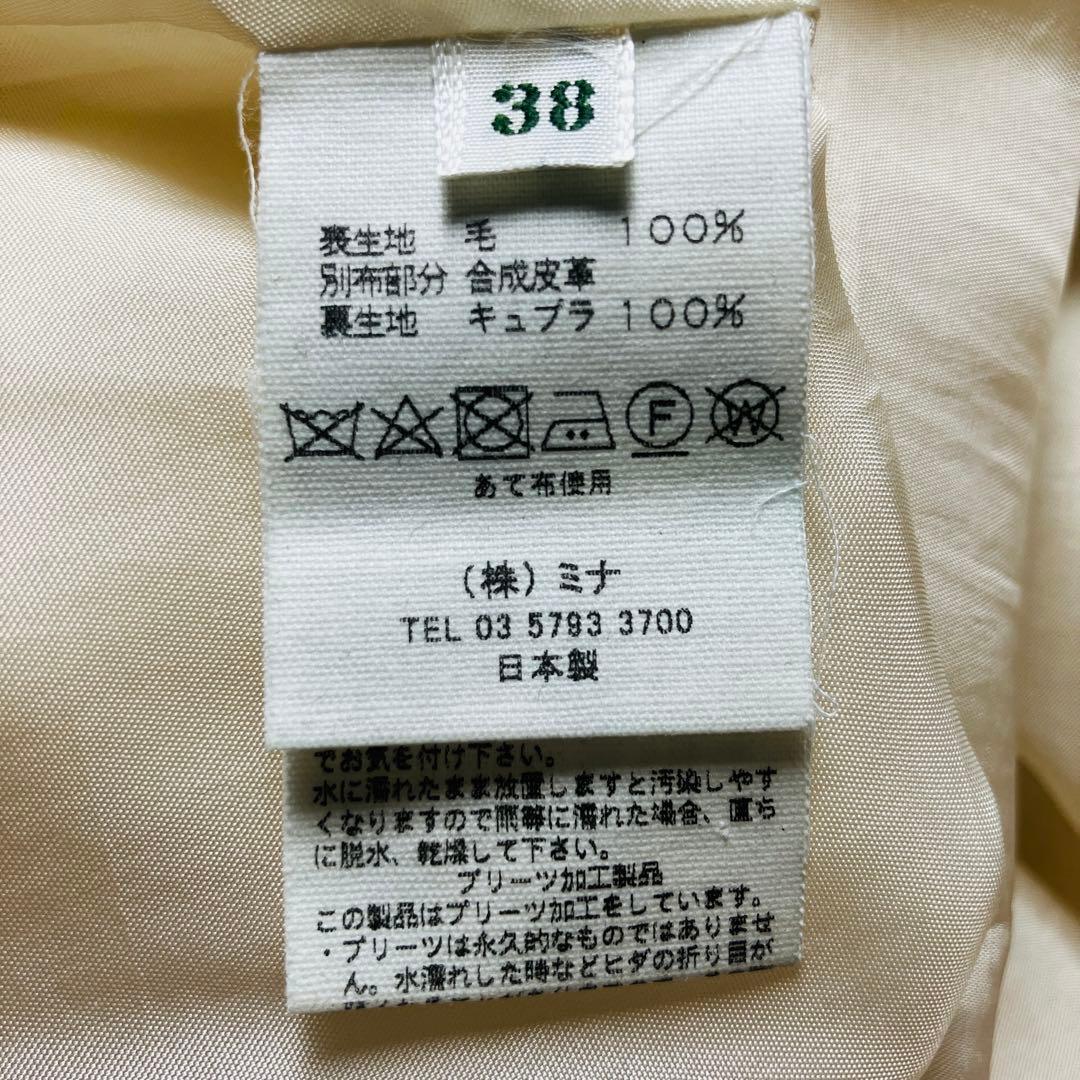 38
表生地 毛 100%
別布部分 合成皮革
裏生地 キュプラ 100%
F W
あて布使用
(株)ミナ
TEL 03 5793 3700
日本製
でお気を付け下さい。
水に濡れたまま放置しますと汚染しやす
くなりますので雨等に濡れた場合、直ち
に脱水、乾燥して下さい。
プリーツ加工製品
この製品はプリーツ加工をしています。
・プリーツは永久的なものではありませ
ん。水濡れした時などヒダの折り目が